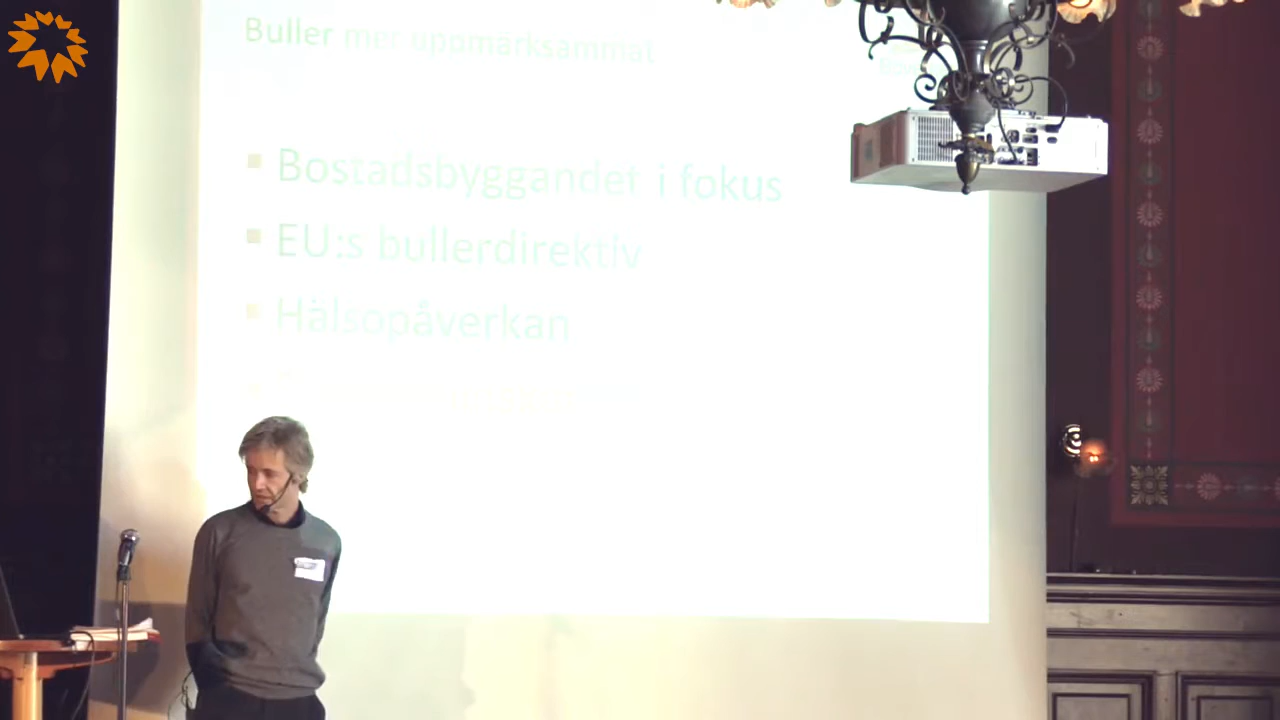 Buller mer uppmärksammat
Bostadsbyggandet i fokus
EU:s bullerdirektiv
Hälsopåverkan